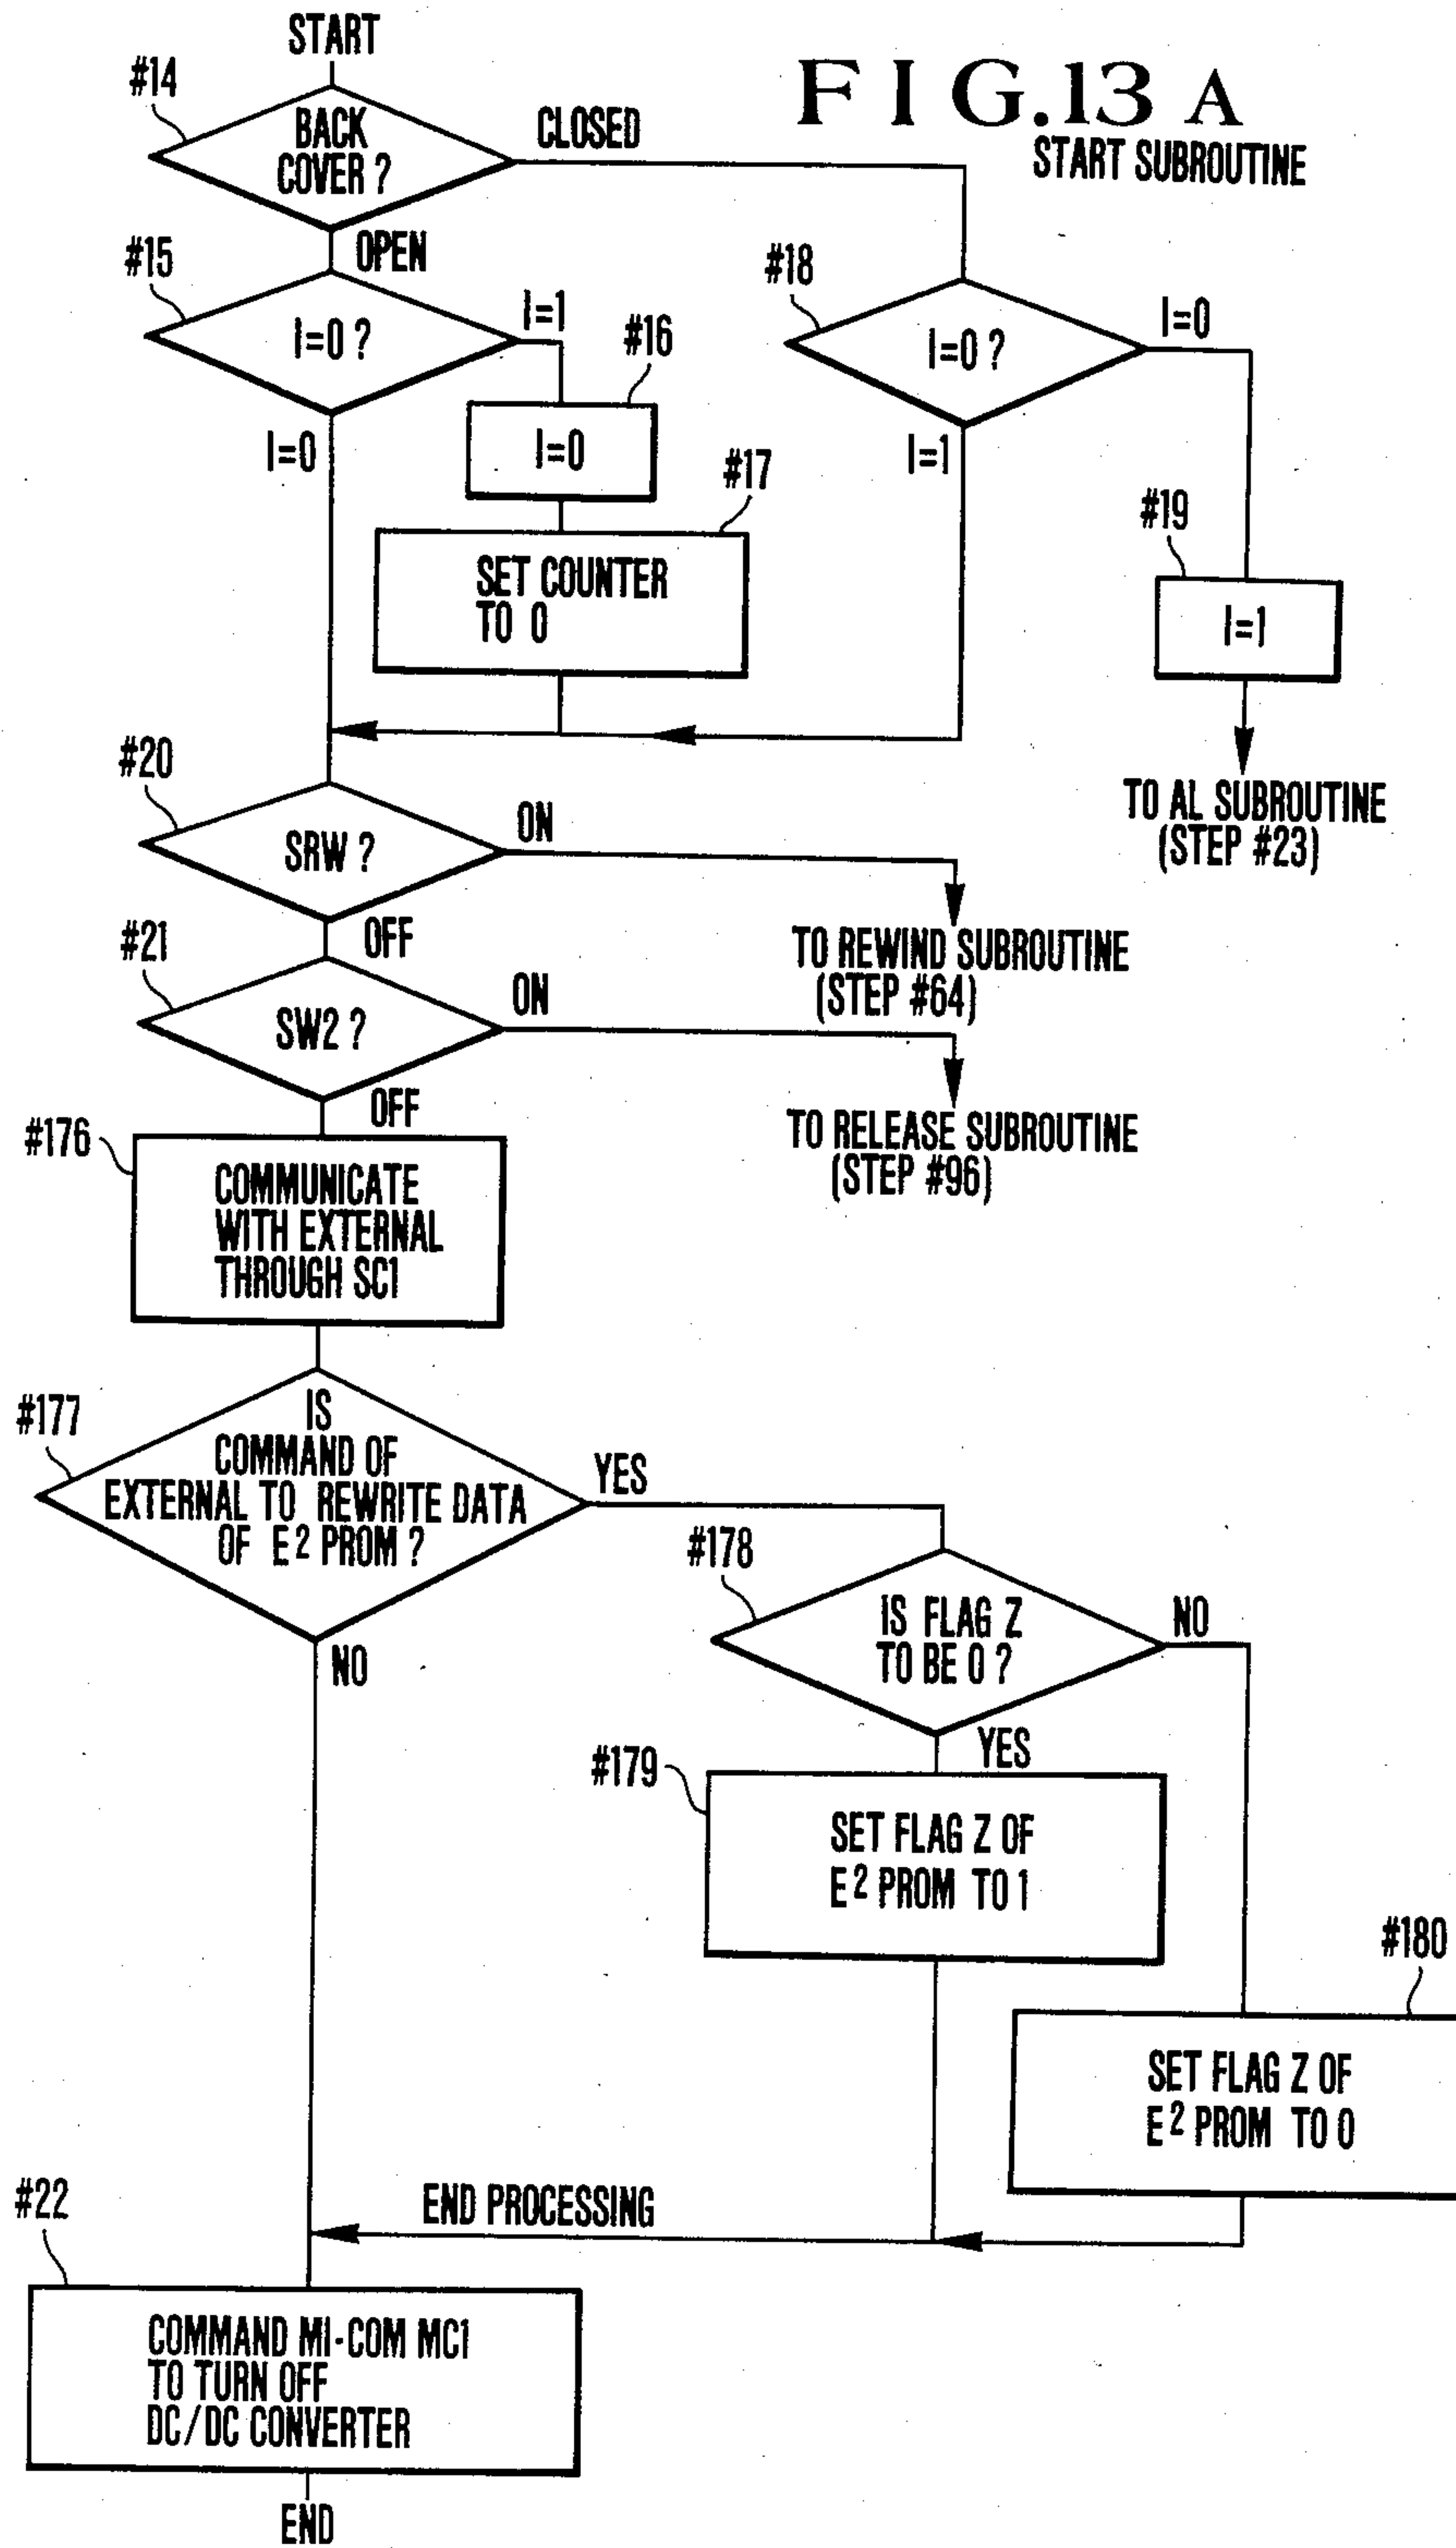 START
FIG.13 A
START SUBROUTINE
#14
BACK
COVER ?
CLOSED
OPEN
#15
I=0 ?
I=1
I=0
#16
I=0
#17
SET COUNTER
TO 0
#18
I=0 ?
I=0
I=1
#19
I=1
TO AL SUBROUTINE
(STEP #23)
#20
SRW ?
ON
OFF
TO REWIND SUBROUTINE
(STEP #64)
#21
SW2 ?
ON
OFF
TO RELEASE SUBROUTINE
(STEP #96)
#176
COMMUNICATE
WITH EXTERNAL
THROUGH SC1
#177
IS
COMMAND OF
EXTERNAL TO REWRITE DATA
OF E² PROM ?
YES
NO
#178
IS FLAG Z
TO BE 0 ?
NO
YES
#179
SET FLAG Z OF
E² PROM TO 1
#180
SET FLAG Z OF
E² PROM TO 0
END PROCESSING
#22
COMMAND MI-COM MC1
TO TURN OFF
DC/DC CONVERTER
END